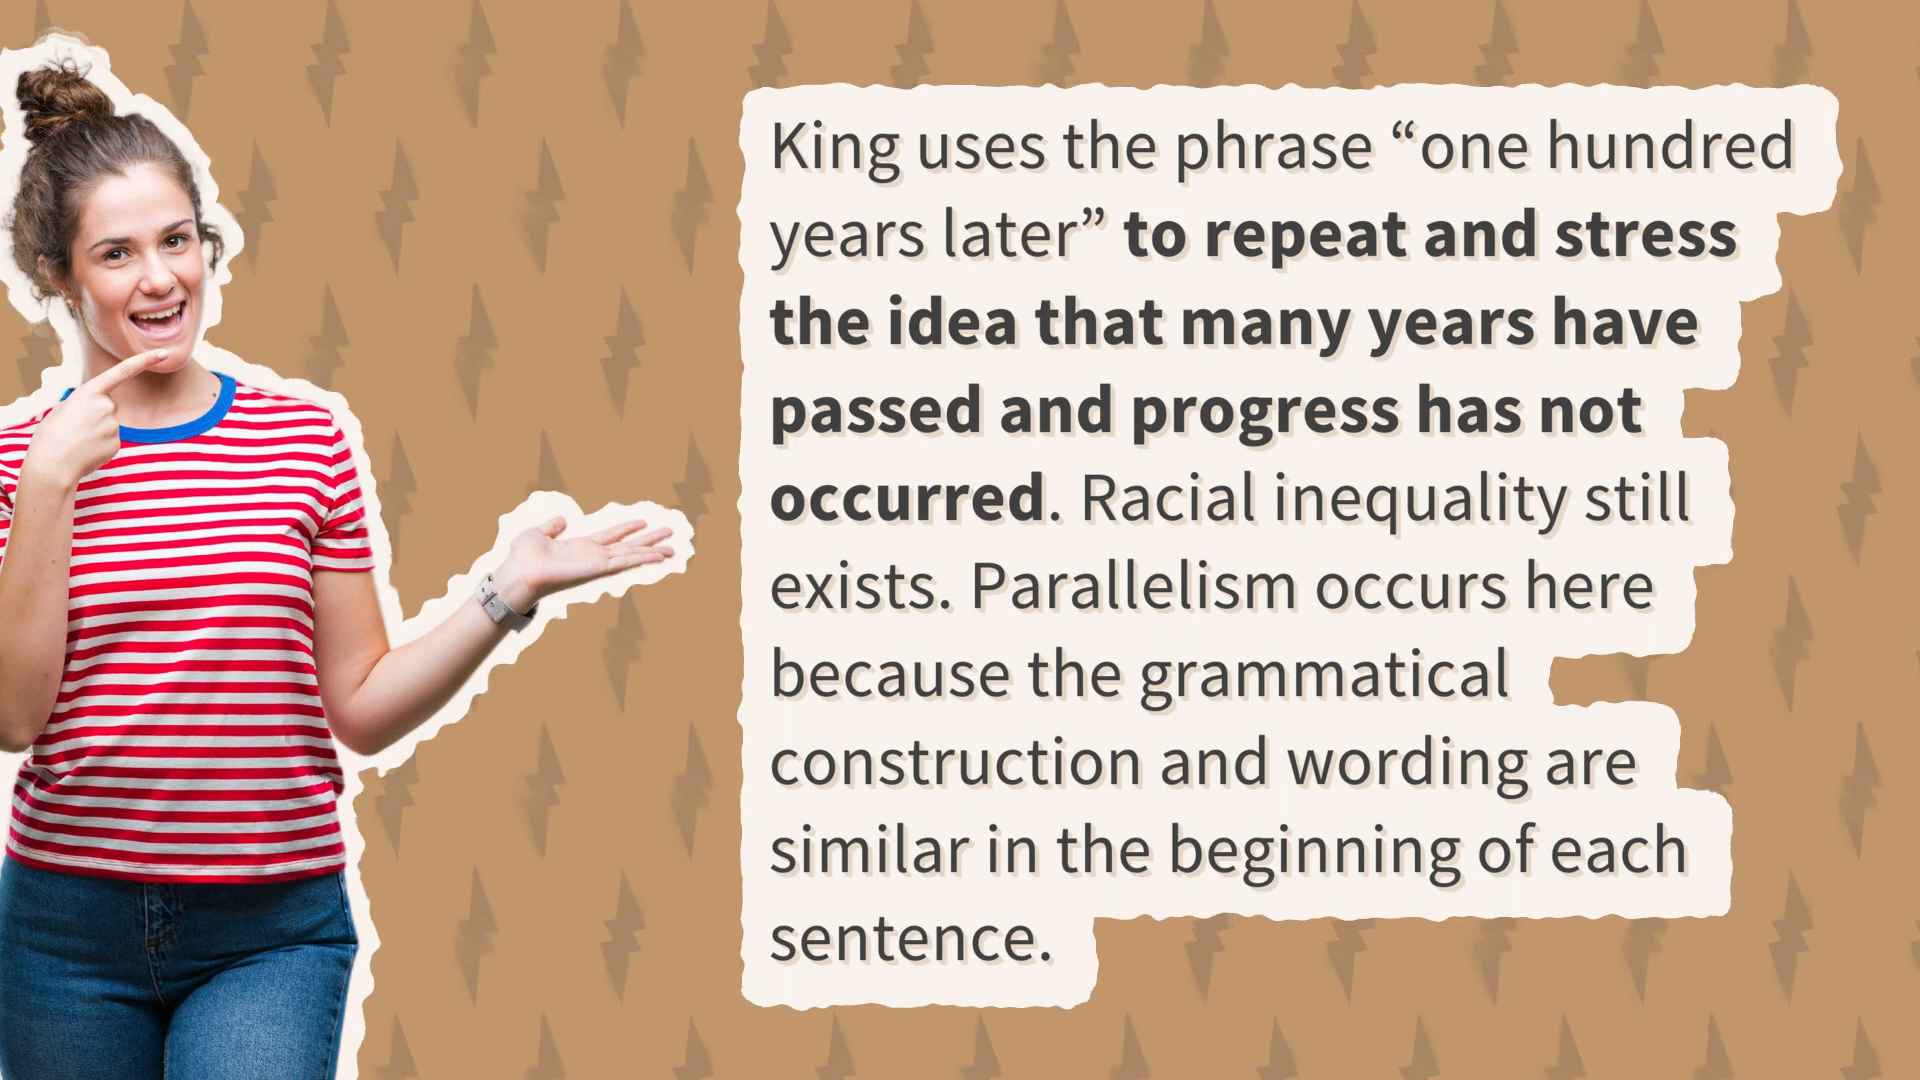 King uses the phrase “one hundred
years later” to repeat and stress
the idea that many years have
passed and progress has not
occurred. Racial inequality still
exists. Parallelism occurs here
because the grammatical
construction and wording are
similar in the beginning of each
sentence.